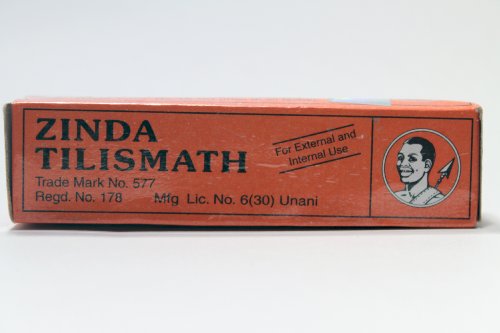 ZINDA
TILISMATH
For External and
Internal Use
Trade Mark No. 577
Regd. No. 178 Mfg Lic. No. 6(30) Unani